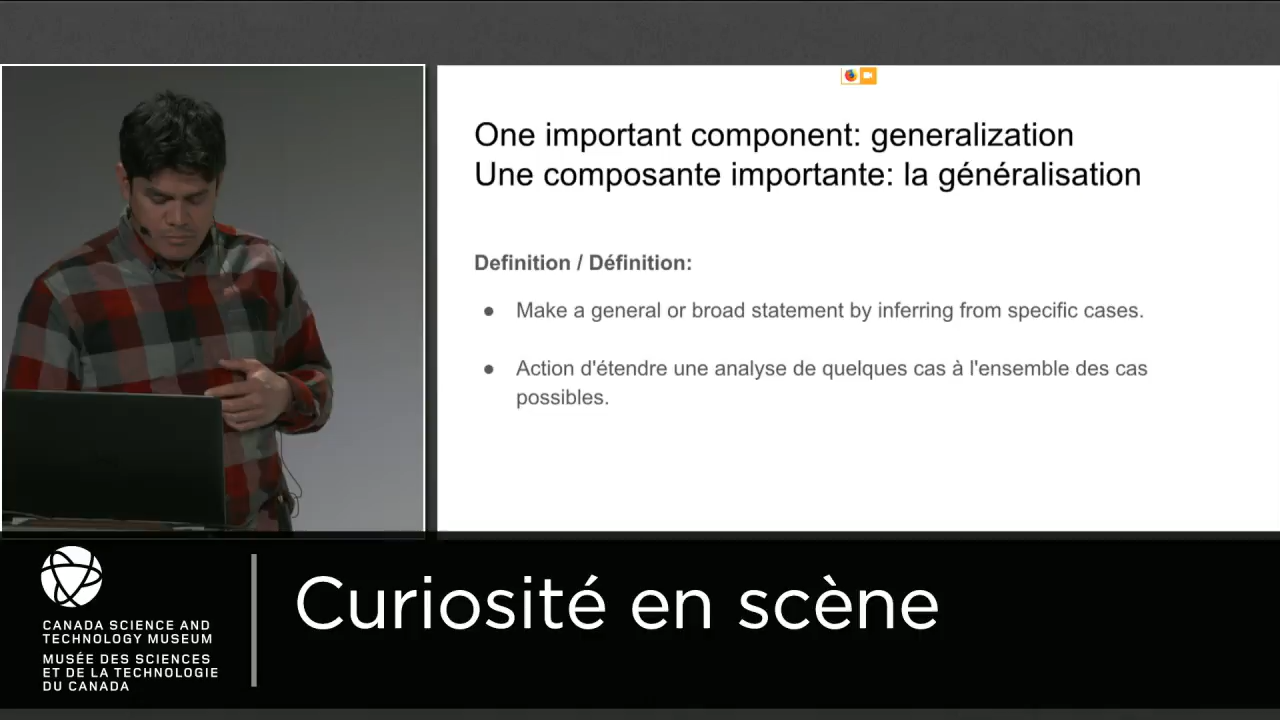 One important component: generalization
Une composante importante: la généralisation
Definition / Définition:
● Make a general or broad statement by inferring from specific cases.
● Action d'étendre une analyse de quelques cas à l'ensemble des cas
possibles.
CANADA SCIENCE AND
TECHNOLOGY MUSEUM
MUSÉE DES SCIENCES
ET DE LA TECHNOLOGIE
DU CANADA
Curiosité en scène